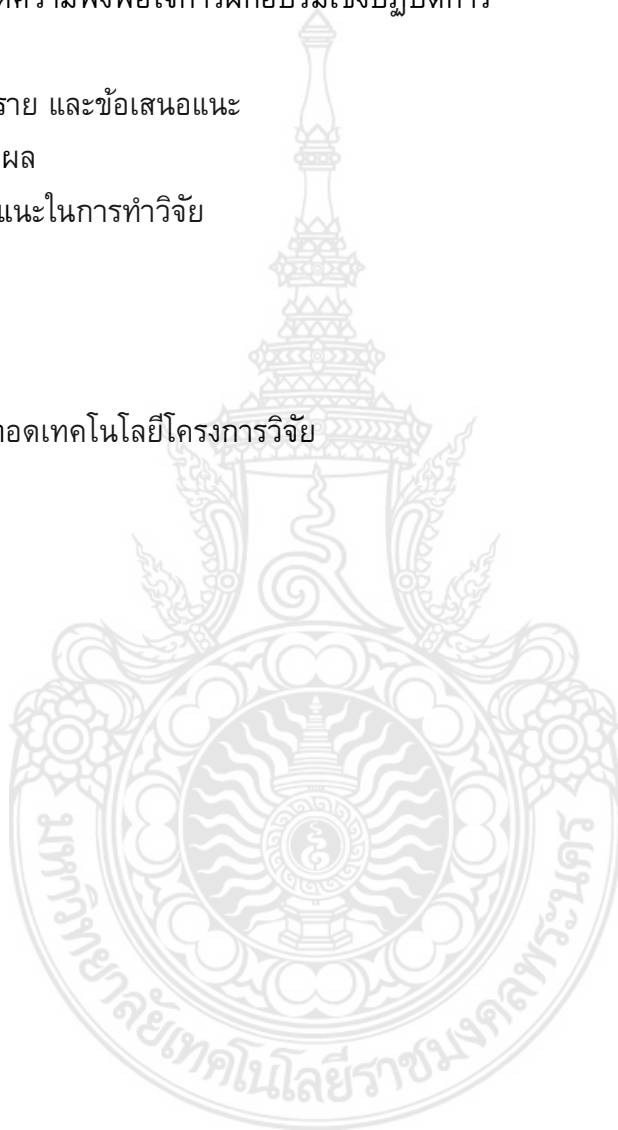 ความพึงพอใจการฝึกอบรมเชิงปฏิบัติการ
ราย และข้อเสนอแนะ
ผล
แนะในการทำวิจัย
ทอดเทคโนโลยีโครงการวิจัย
มหาวิทยาลัยเทคโนโลยีราชมงคลพระนคร